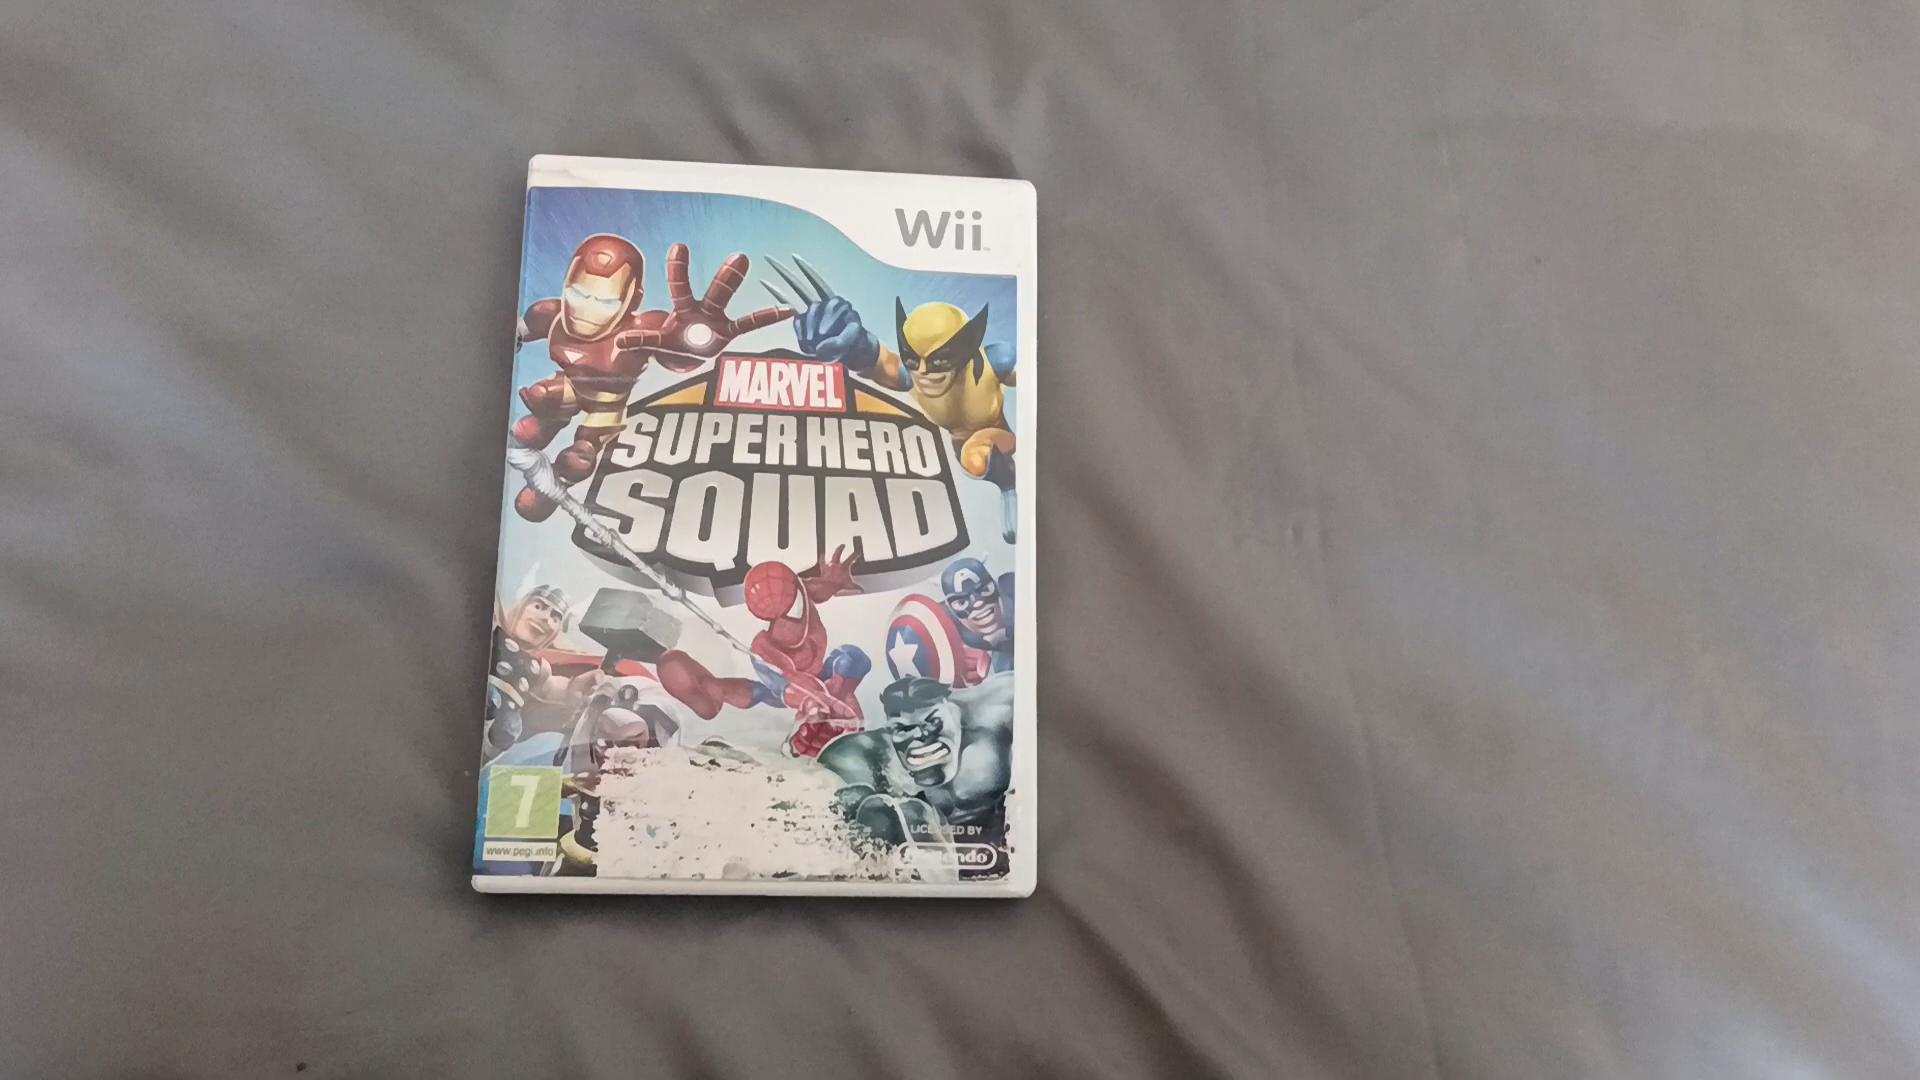 Wii
MARVEL
SUPER HERO
SQUAD
7
www.pegi.info
LICENSED BY
Nintendo